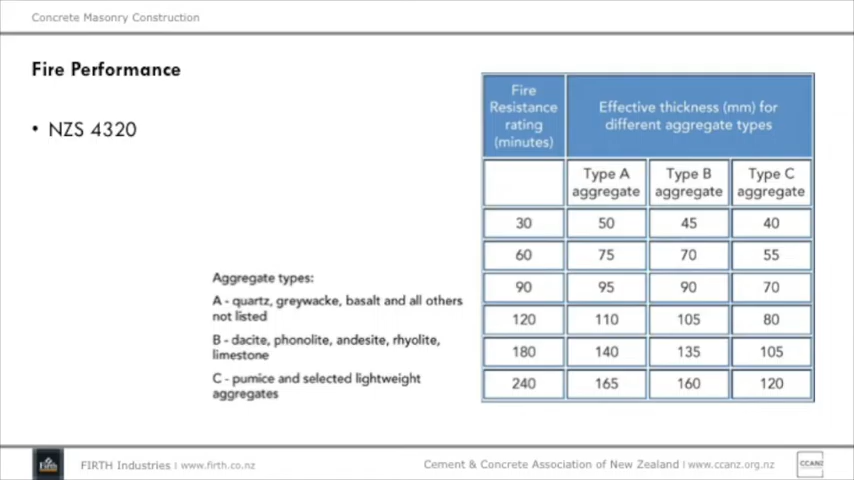 Concrete Masonry Construction
Fire Performance
• NZS 4320
Fire
Resistance
rating
(minutes)
Effective thickness (mm) for
different aggregate types
Type A
aggregate
Type B
aggregate
Type C
aggregate
30 50 45 40
60 75 70 55
90 95 90 70
120 110 105 80
180 140 135 105
240 165 160 120
Aggregate types:
A - quartz, greywacke, basalt and all others
not listed
B - dacite, phonolite, andesite, rhyolite,
limestone
C - pumice and selected lightweight
aggregates
Firth
FIRTH Industries | www.firth.co.nz
Cement & Concrete Association of New Zealand | www.ccanz.org.nz
CCANZ